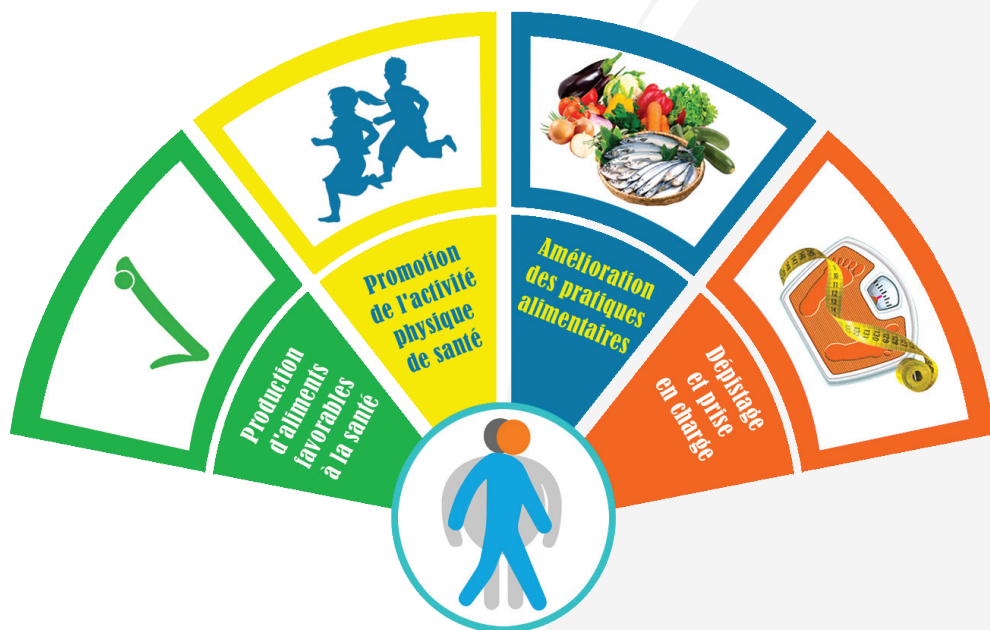 Production
d'aliments
favorables
à la santé
Promotion
de l'activité
physique
de santé
Amélioration
des pratiques
alimentaires
Dépistage
et prise
en charge